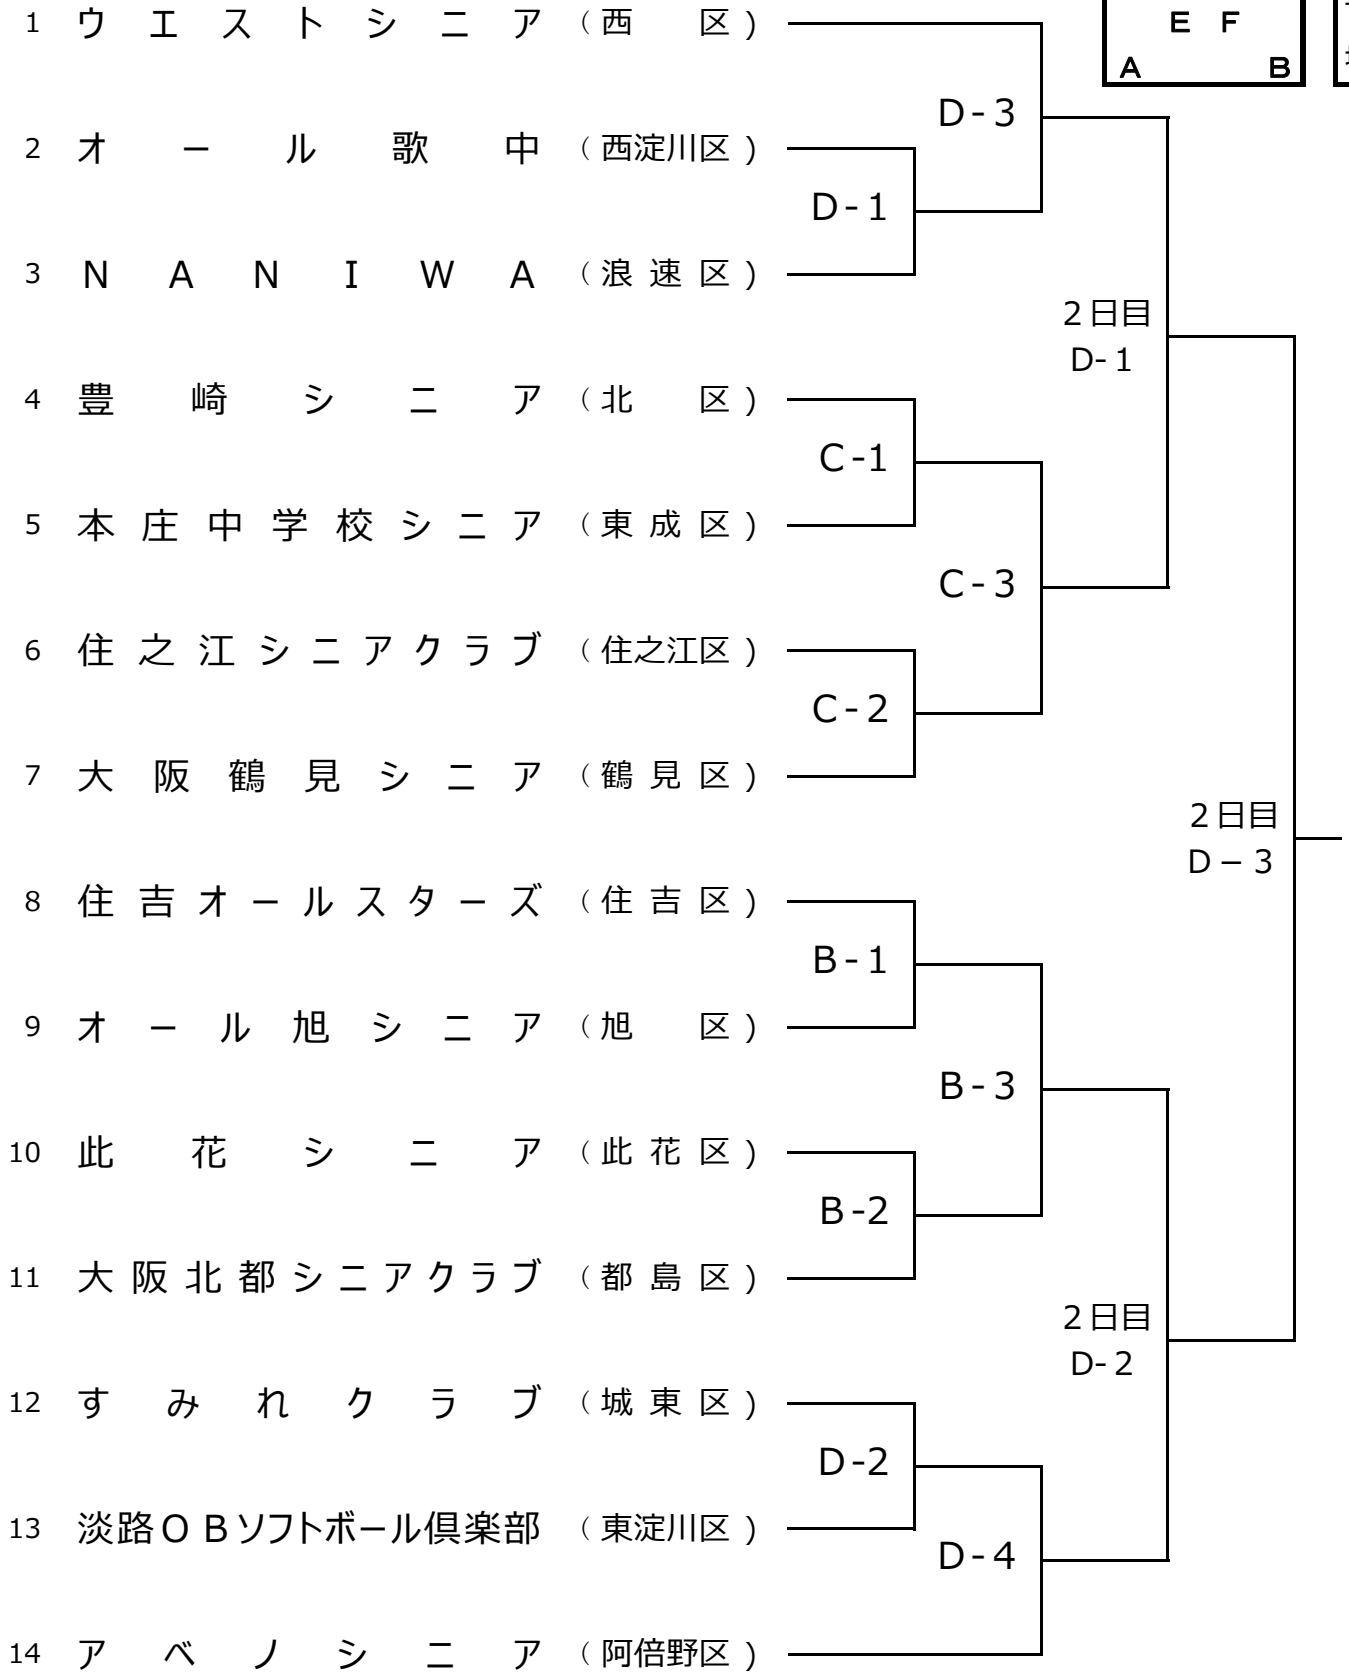 1 ウエストシニア（西 区）
E F
A B
D-3
2 オール歌中（西淀川区）
D-1
3 NANIWA（浪速区）
2日目
D-1
4 豊崎シニア（北 区）
C-1
5 本庄中学校シニア（東成区）
C-3
6 住之江シニアクラブ（住之江区）
C-2
7 大阪鶴見シニア（鶴見区）
2日目
D－3
8 住吉オールスターズ（住吉区）
B-1
9 オール旭シニア（旭 区）
B-3
10 此花シニア（此花区）
B-2
11 大阪北都シニアクラブ（都島区）
2日目
D-2
12 すみれクラブ（城東区）
D-2
13 淡路ＯＢソフトボール倶楽部（東淀川区）
D-4
14 アベノシニア（阿倍野区）